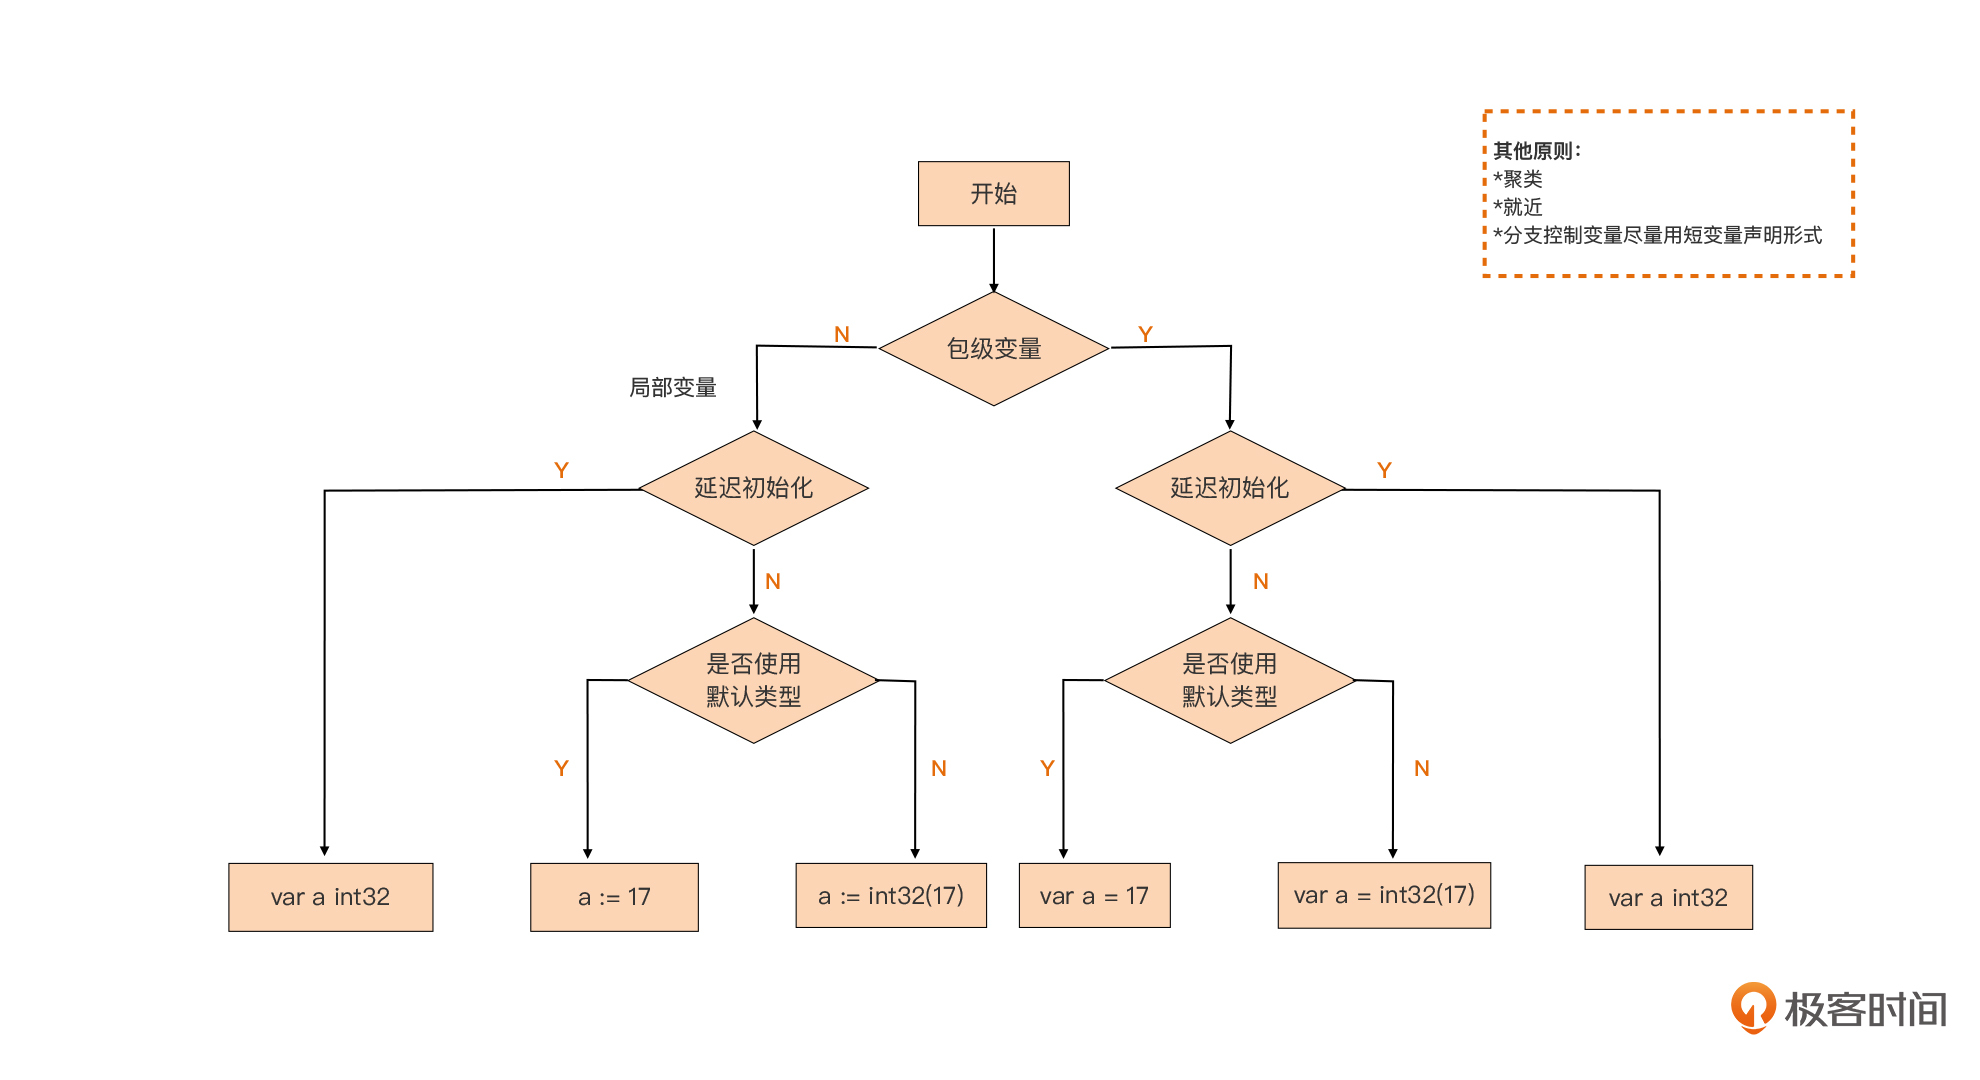 其他原则：
*聚类
*就近
*分支控制变量尽量用短变量声明形式
开始
包级变量
N
Y
局部变量
延迟初始化
延迟初始化
Y
Y
N
N
是否使用
默认类型
是否使用
默认类型
Y
N
Y
N
var a int32
a := 17
a := int32(17)
var a = 17
var a = int32(17)
var a int32
极客时间